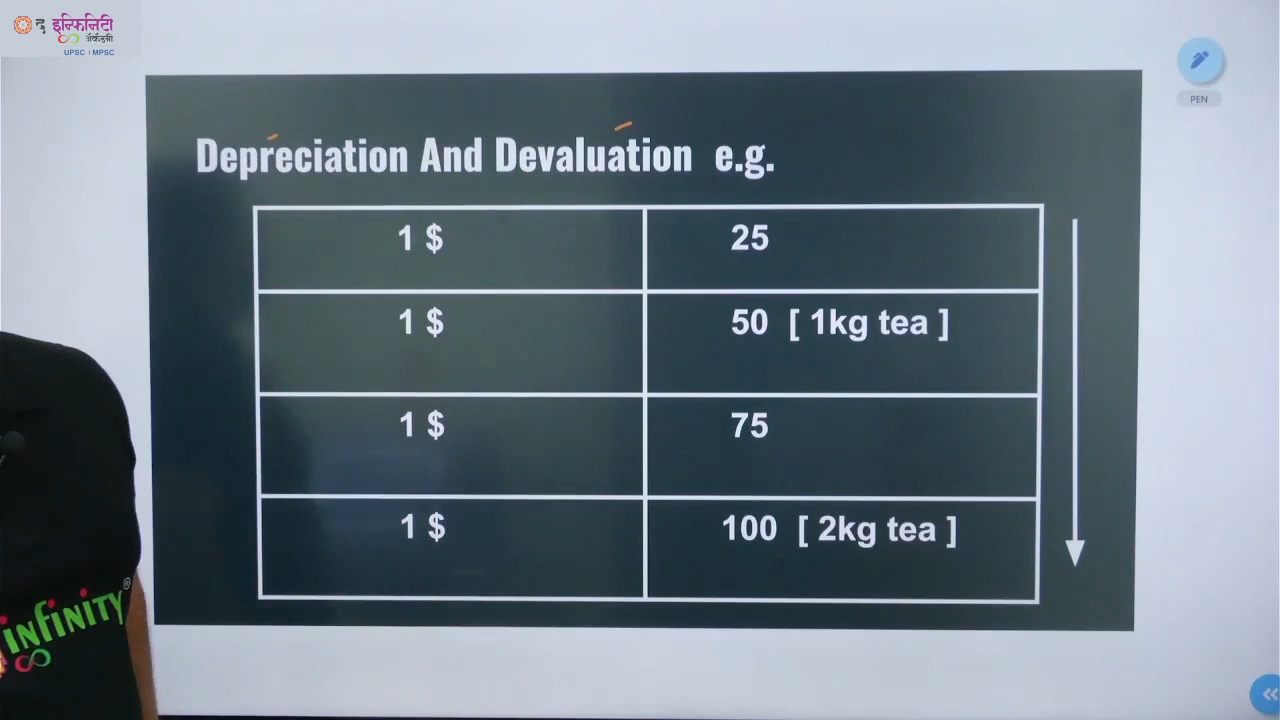 द इन्फिनिटी
ॲकॅडमी
UPSC | MPSC
PEN
Depreciation And Devaluation e.g.
1 $ 25
1 $ 50 [ 1kg tea ]
1 $ 75
1 $ 100 [ 2kg tea ]
infinity ®